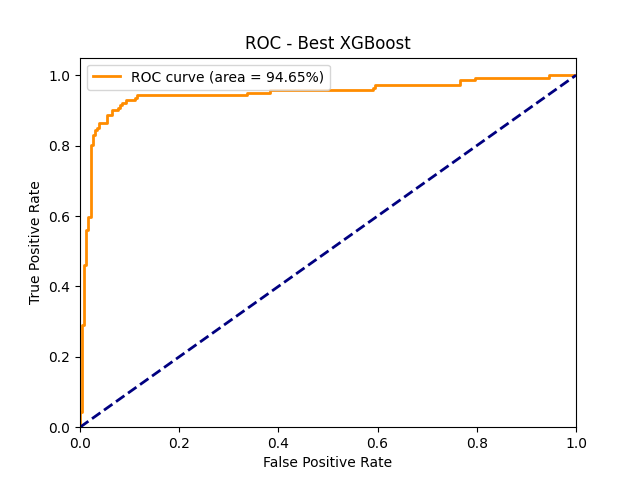 ROC - Best XGBoost
ROC curve (area = 94.65%)
True Positive Rate
1.0
0.8
0.6
0.4
0.2
0.0
0.0 0.2 0.4 0.6 0.8 1.0
False Positive Rate